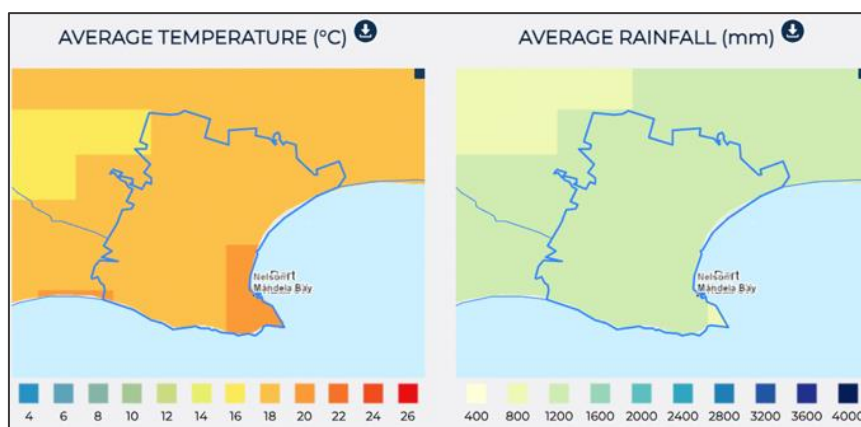 AVERAGE TEMPERATURE (°C)
AVERAGE RAINFALL (mm)
Nelson
Mandela Bay
Nelson
Mandela Bay
4 6 8 10 12 14 16 18 20 22 24 26
400 800 1200 1600 2000 2400 2800 3200 3600 4000